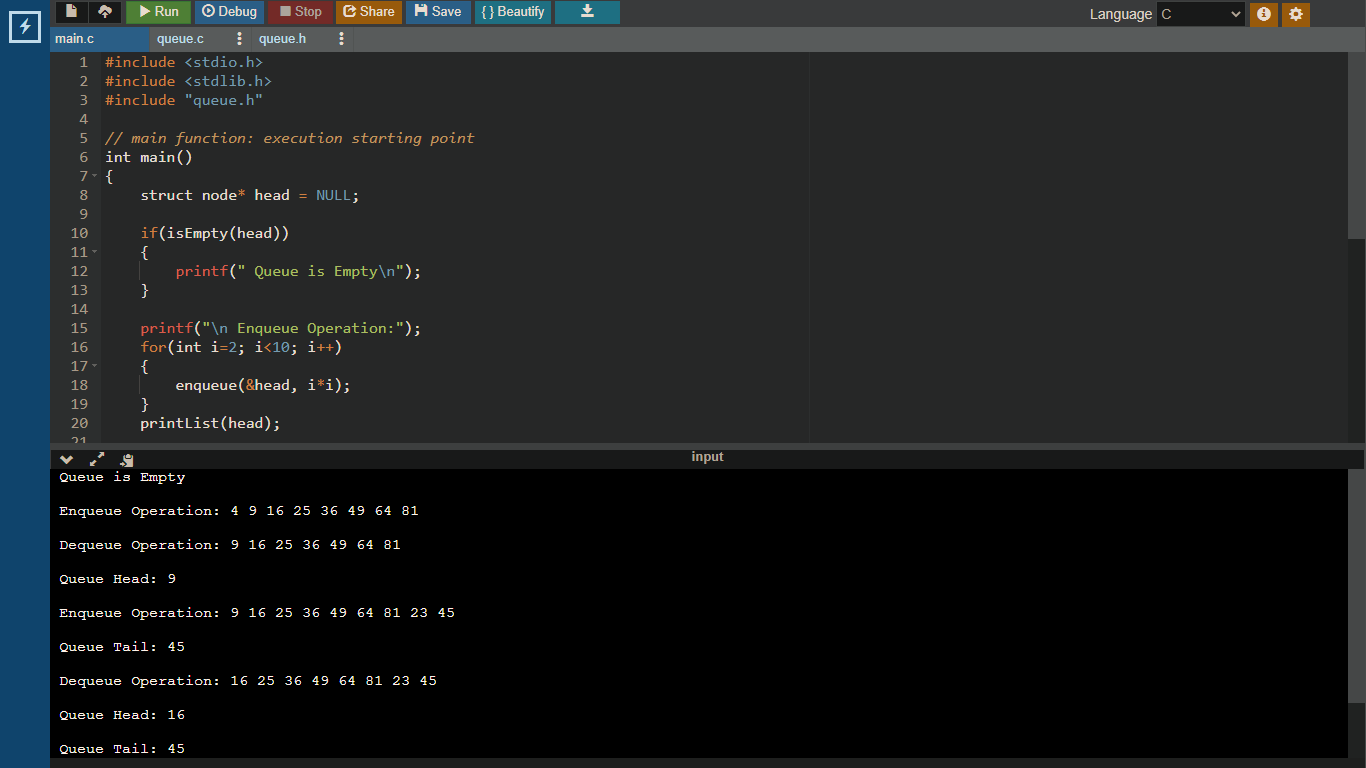 Run Debug Stop Share Save { } Beautify Language C
main.c queue.c queue.h
1 #include <stdio.h>
2 #include <stdlib.h>
3 #include "queue.h"
4
5 // main function: execution starting point
6 int main()
7 {
8 struct node* head = NULL;
9
10 if(isEmpty(head))
11 {
12 printf(" Queue is Empty\n");
13 }
14
15 printf("\n Enqueue Operation:");
16 for(int i=2; i<10; i++)
17 {
18 enqueue(&head, i*i);
19 }
20 printList(head);
21
input
Queue is Empty
Enqueue Operation: 4 9 16 25 36 49 64 81
Dequeue Operation: 9 16 25 36 49 64 81
Queue Head: 9
Enqueue Operation: 9 16 25 36 49 64 81 23 45
Queue Tail: 45
Dequeue Operation: 16 25 36 49 64 81 23 45
Queue Head: 16
Queue Tail: 45